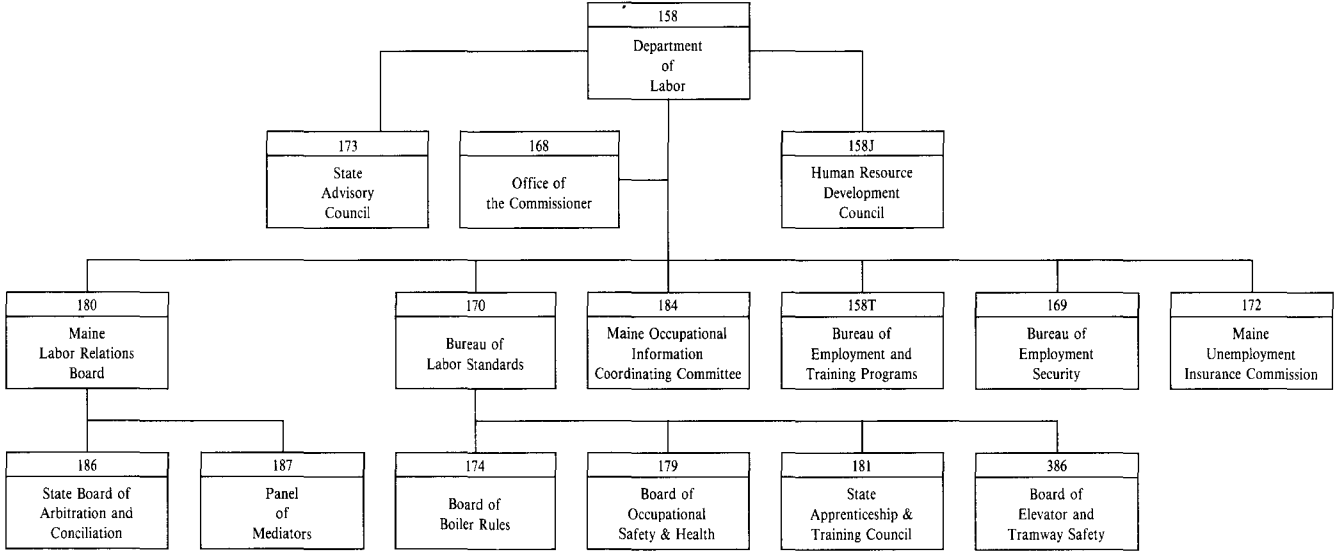 158
Department
of
Labor
173
State
Advisory
Council
168
Office of
the Commissioner
158J
Human Resource
Development
Council
180
Maine
Labor Relations
Board
170
Bureau of
Labor Standards
184
Maine Occupational
Information
Coordinating Committee
158T
Bureau of
Employment and
Training Programs
169
Bureau of
Employment
Security
172
Maine
Unemployment
Insurance Commission
186
State Board of
Arbitration and
Conciliation
187
Panel
of
Mediators
174
Board of
Boiler Rules
179
Board of
Occupational
Safety & Health
181
State
Apprenticeship &
Training Council
386
Board of
Elevator and
Tramway Safety